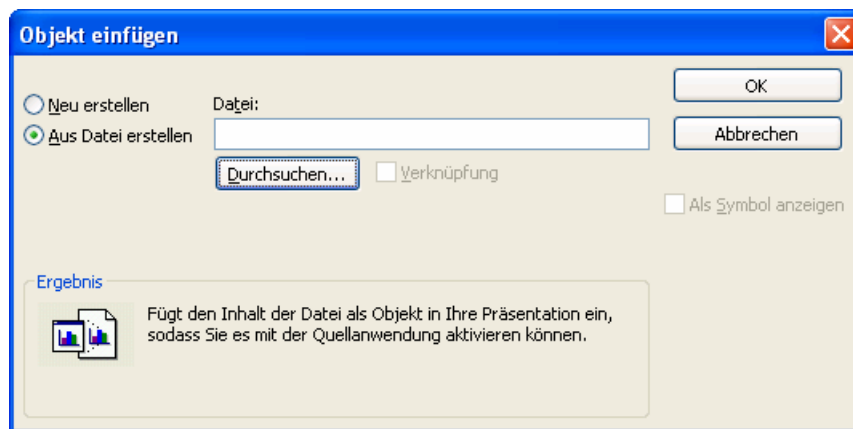 Objekt einfügen
Neu erstellen
Datei:
OK
Aus Datei erstellen
Abbrechen
Durchsuchen...
Verknüpfung
Als Symbol anzeigen
Ergebnis
Fügt den Inhalt der Datei als Objekt in Ihre Präsentation ein,
sodass Sie es mit der Quellanwendung aktivieren können.